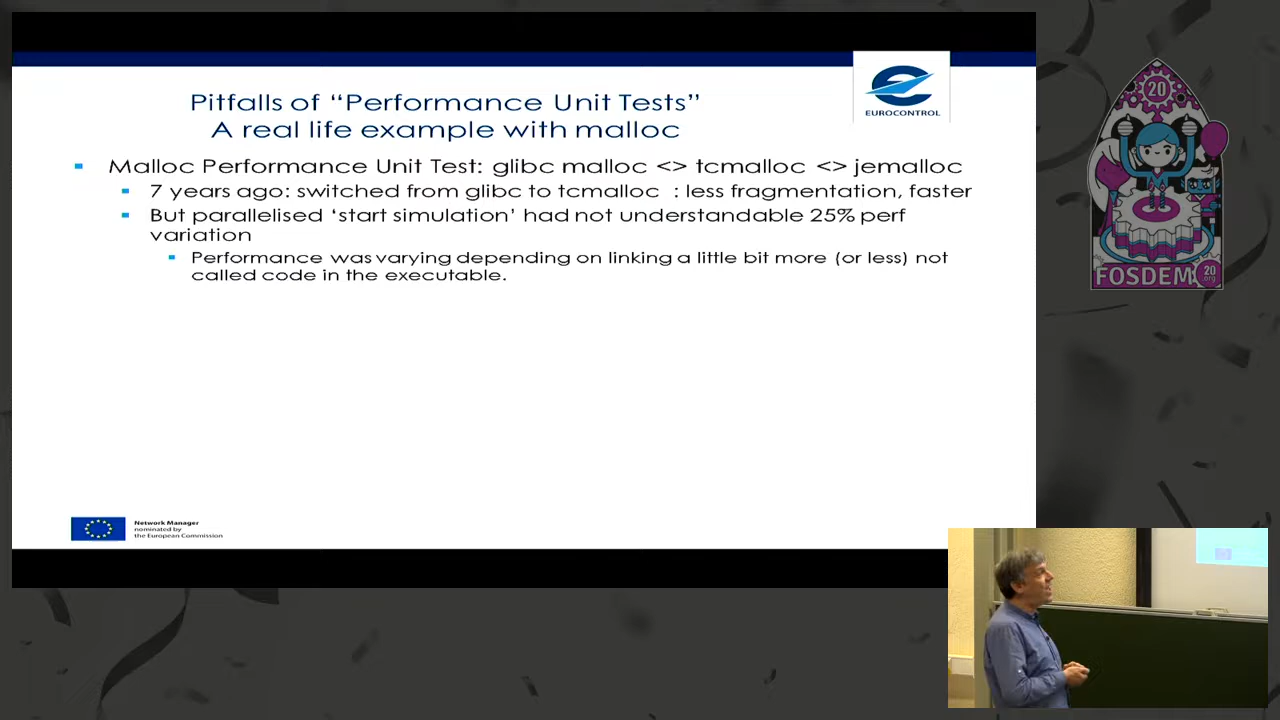 Pitfalls of “Performance Unit Tests”
A real life example with malloc
EUROCONTROL
Malloc Performance Unit Test: glibc malloc <> tcmalloc <> jemalloc
7 years ago: switched from glibc to tcmalloc : less fragmentation, faster
But parallelised ‘start simulation’ had not understandable 25% perf
variation
Performance was varying depending on linking a little bit more (or less) not
called code in the executable.
Network Manager
nominated by
the European Commission
20
FOSDEM
20
.org